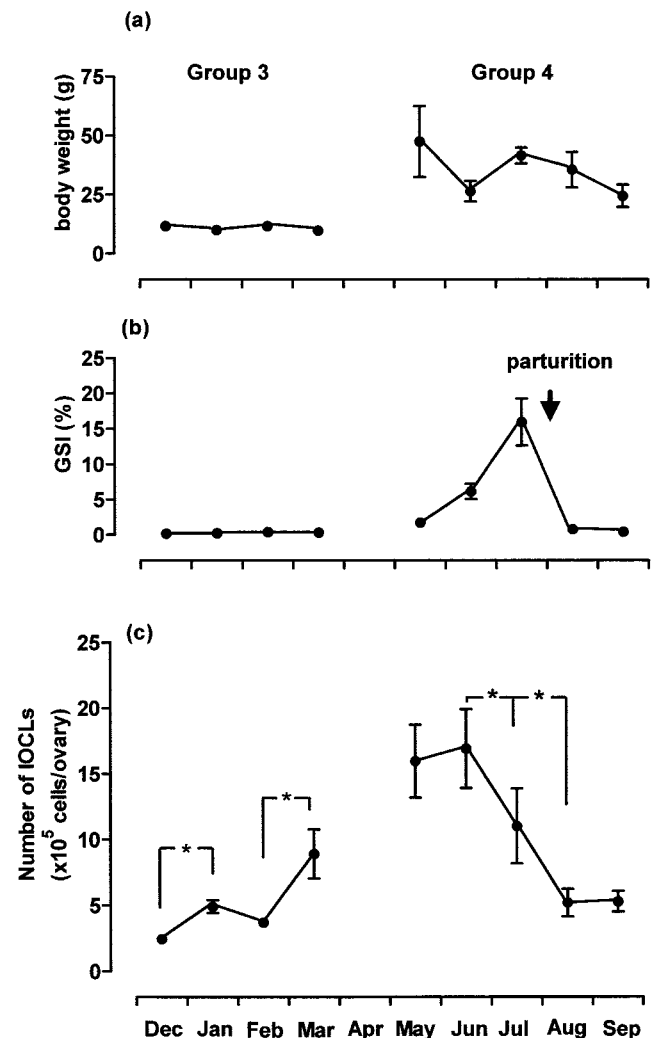 (a)
Group 3
Group 4
body weight (g)
75
50
25
0
(b)
parturition
GSI (%)
25
20
15
10
5
0
(c)
Number of IOCLs
(x10⁵ cells/ovary)
25
20
15
10
5
0
*
*
*
*
Dec Jan Feb Mar Apr May Jun Jul Aug Sep